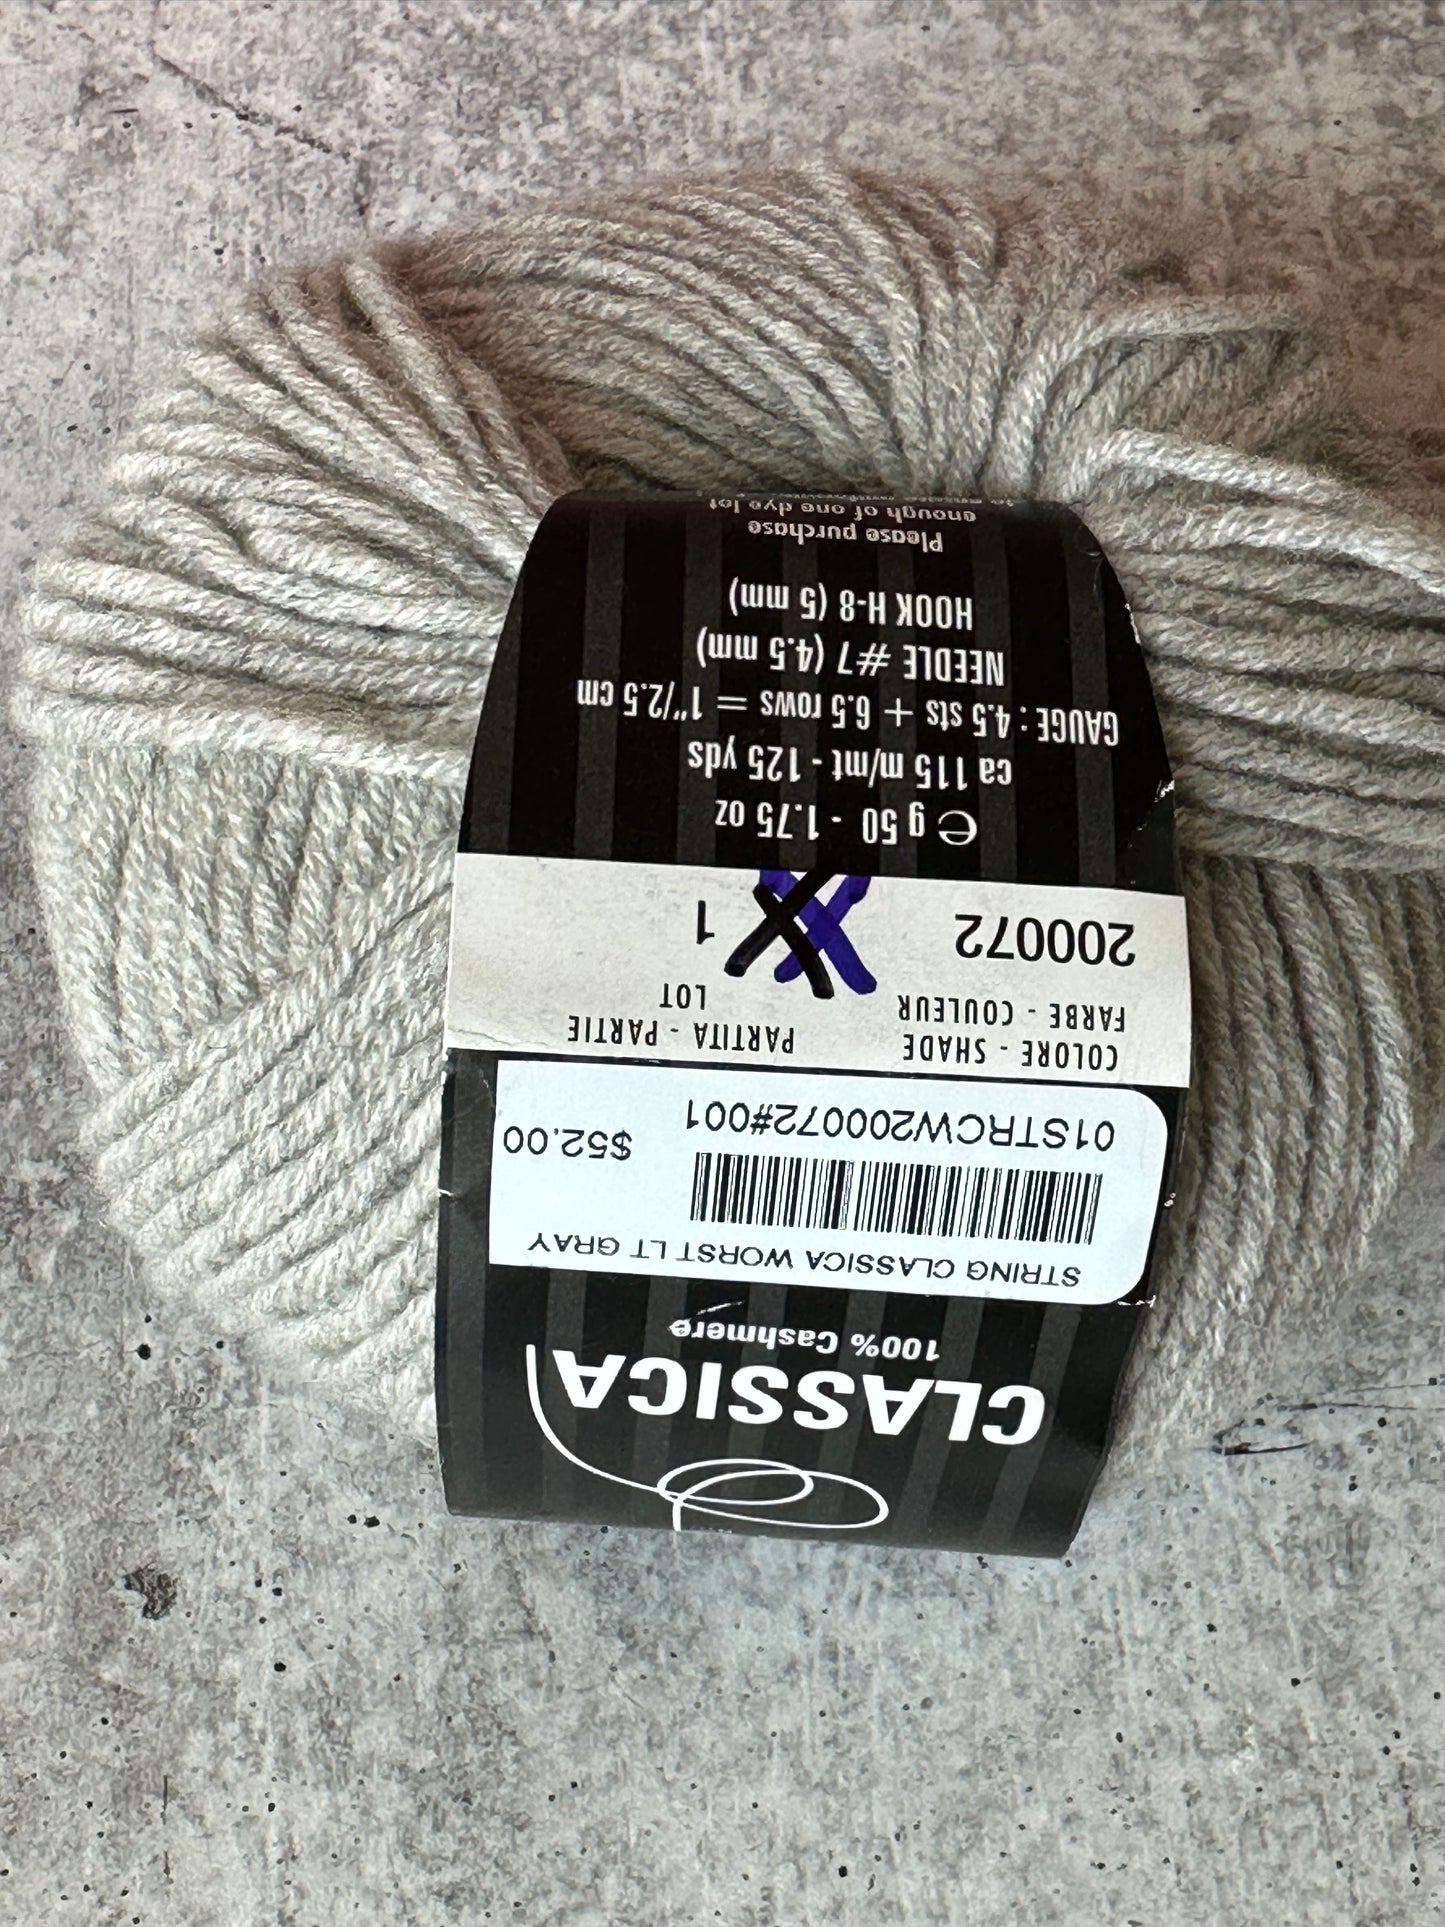 CLASSICA
100% Cashmere
STRING CLASSICA WORST LT GRAY
01STRCW200072#001 $52.00
COLORE - SHADE PARTITA - PARTIE
FARBE - COULEUR LOT
200072 1
℮ g 50 - 1.75 oz
ca 115 m/mt - 125 yds
GAUGE : 4.5 sts + 6.5 rows = 1"/2.5 cm
NEEDLE #7 (4.5 mm)
HOOK H-8 (5 mm)
Please purchase
enough of one dye lot